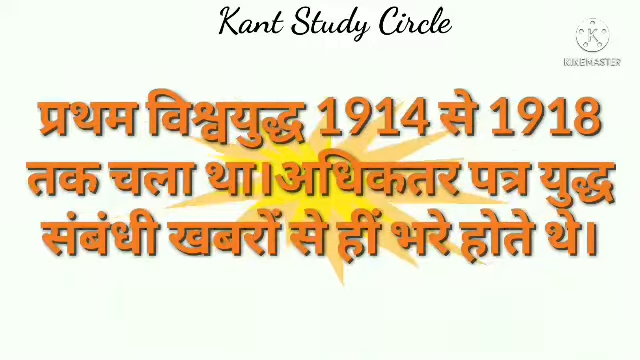 Kant Study Circle
KINEMASTER
प्रथम विश्वयुद्ध 1914 से 1918
तक चला था।अधिकतर पत्र युद्ध
संबंधी खबरों से हीं भरे होते थे।